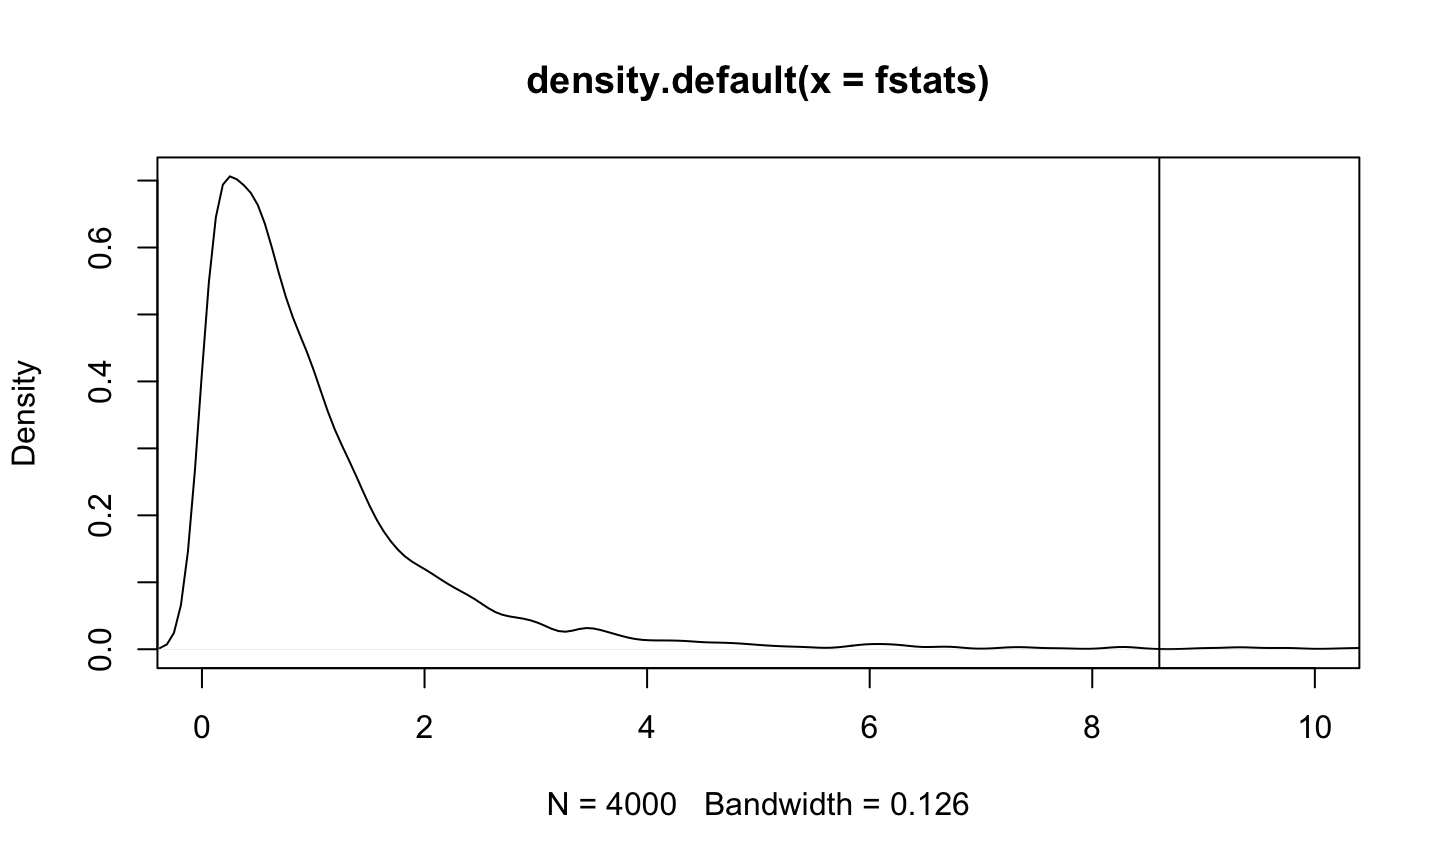 density.default(x = fstats)
Density
0.0
0.2
0.4
0.6
0 2 4 6 8 10
N = 4000 Bandwidth = 0.126